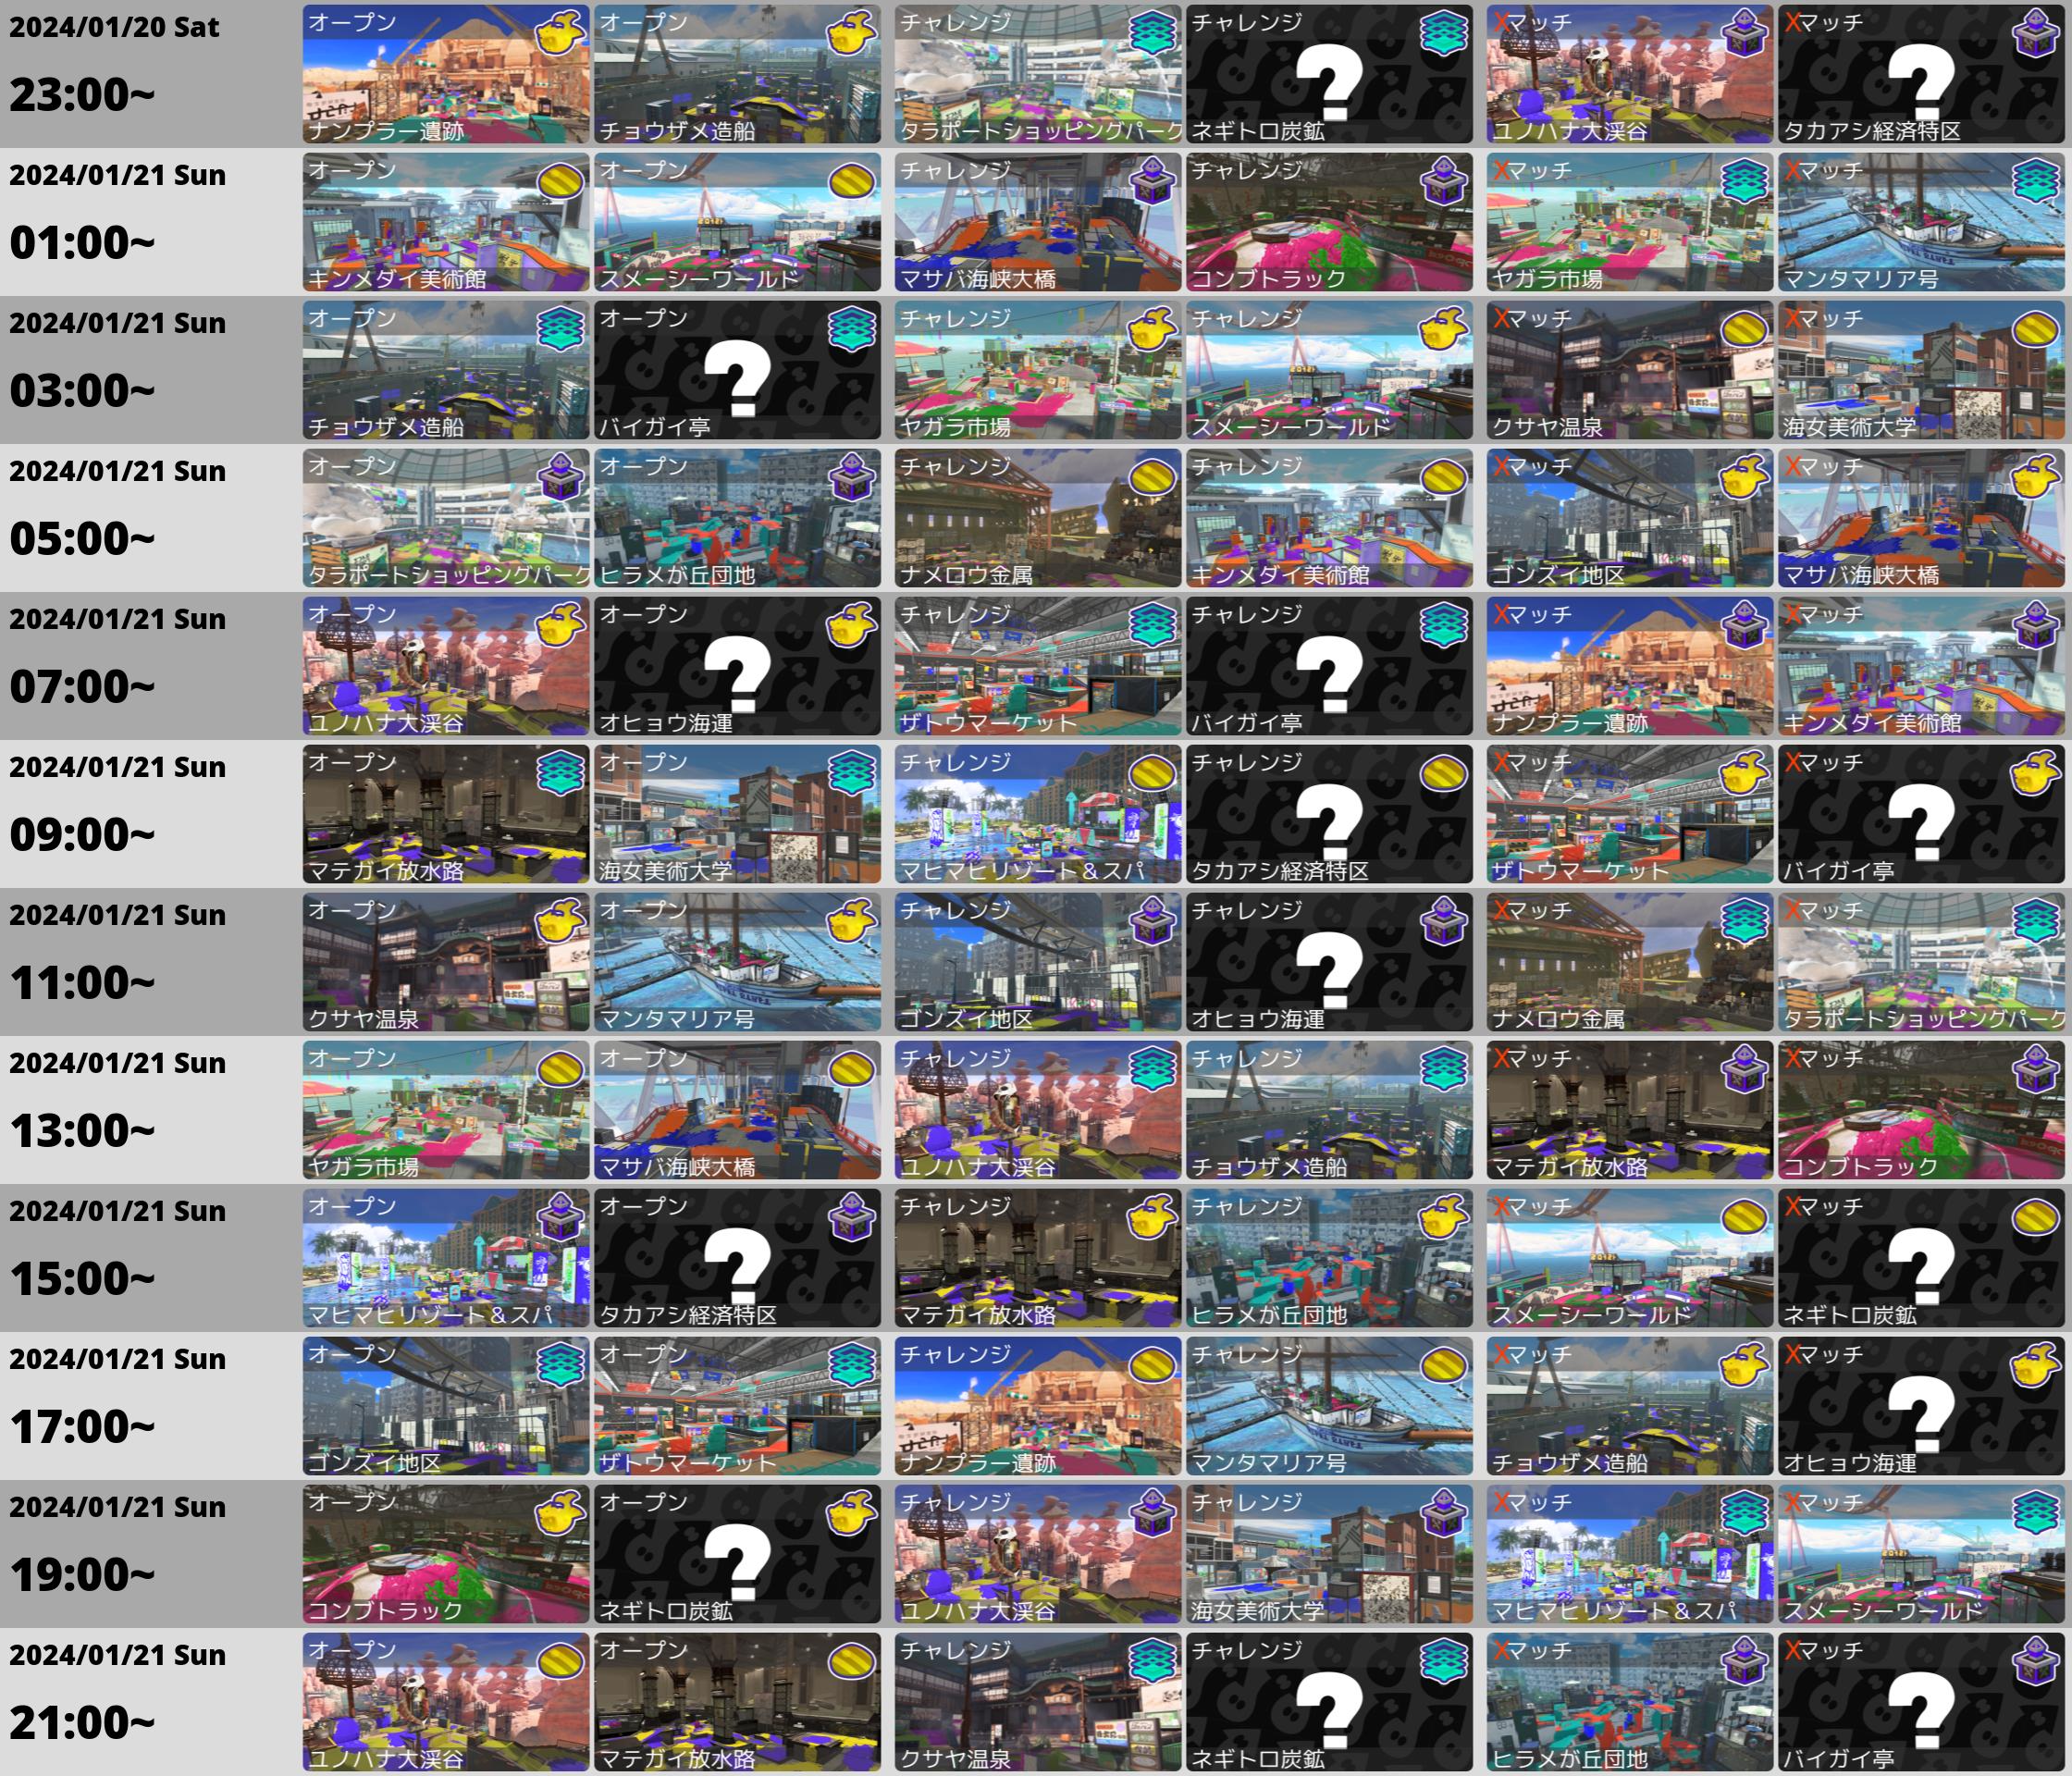 2024/01/20 Sat
23:00~
オープン
ナンプラー遺跡
オープン
チョウザメ造船
チャレンジ
タラポートショッピングパーク
チャレンジ
ネギトロ炭鉱
Xマッチ
ユノハナ大渓谷
Xマッチ
タカアシ経済特区
2024/01/21 Sun
01:00~
オープン
キンメダイ美術館
オープン
スメーシーワールド
チャレンジ
マサバ海峡大橋
チャレンジ
コンブトラック
Xマッチ
ヤガラ市場
Xマッチ
マンタマリア号
2024/01/21 Sun
03:00~
オープン
チョウザメ造船
オープン
バイガイ亭
チャレンジ
ヤガラ市場
チャレンジ
スメーシーワールド
Xマッチ
クサヤ温泉
Xマッチ
海女美術大学
2024/01/21 Sun
05:00~
オープン
タラポートショッピングパーク
オープン
ヒラメが丘団地
チャレンジ
ナメロウ金属
チャレンジ
キンメダイ美術館
Xマッチ
ゴンズイ地区
Xマッチ
マサバ海峡大橋
2024/01/21 Sun
07:00~
オープン
ユノハナ大渓谷
オープン
オヒョウ海運
チャレンジ
ザトウマーケット
チャレンジ
バイガイ亭
Xマッチ
ナンプラー遺跡
Xマッチ
キンメダイ美術館
2024/01/21 Sun
09:00~
オープン
マテガイ放水路
オープン
海女美術大学
チャレンジ
マヒマヒリゾート＆スパ
チャレンジ
タカアシ経済特区
Xマッチ
ザトウマーケット
Xマッチ
バイガイ亭
2024/01/21 Sun
11:00~
オープン
クサヤ温泉
オープン
マンタマリア号
チャレンジ
ゴンズイ地区
チャレンジ
オヒョウ海運
Xマッチ
ナメロウ金属
Xマッチ
タラポートショッピングパーク
2024/01/21 Sun
13:00~
オープン
ヤガラ市場
オープン
マサバ海峡大橋
チャレンジ
ユノハナ大渓谷
チャレンジ
チョウザメ造船
Xマッチ
マテガイ放水路
Xマッチ
コンブトラック
2024/01/21 Sun
15:00~
オープン
マヒマヒリゾート＆スパ
オープン
タカアシ経済特区
チャレンジ
マテガイ放水路
チャレンジ
ヒラメが丘団地
Xマッチ
スメーシーワールド
Xマッチ
ネギトロ炭鉱
2024/01/21 Sun
17:00~
オープン
ゴンズイ地区
オープン
ザトウマーケット
チャレンジ
ナンプラー遺跡
チャレンジ
マンタマリア号
Xマッチ
チョウザメ造船
Xマッチ
オヒョウ海運
2024/01/21 Sun
19:00~
オープン
コンブトラック
オープン
ネギトロ炭鉱
チャレンジ
ユノハナ大渓谷
チャレンジ
海女美術大学
Xマッチ
マヒマヒリゾート＆スパ
Xマッチ
スメーシーワールド
2024/01/21 Sun
21:00~
オープン
ユノハナ大渓谷
オープン
マテガイ放水路
チャレンジ
クサヤ温泉
チャレンジ
ネギトロ炭鉱
Xマッチ
ヒラメが丘団地
Xマッチ
バイガイ亭